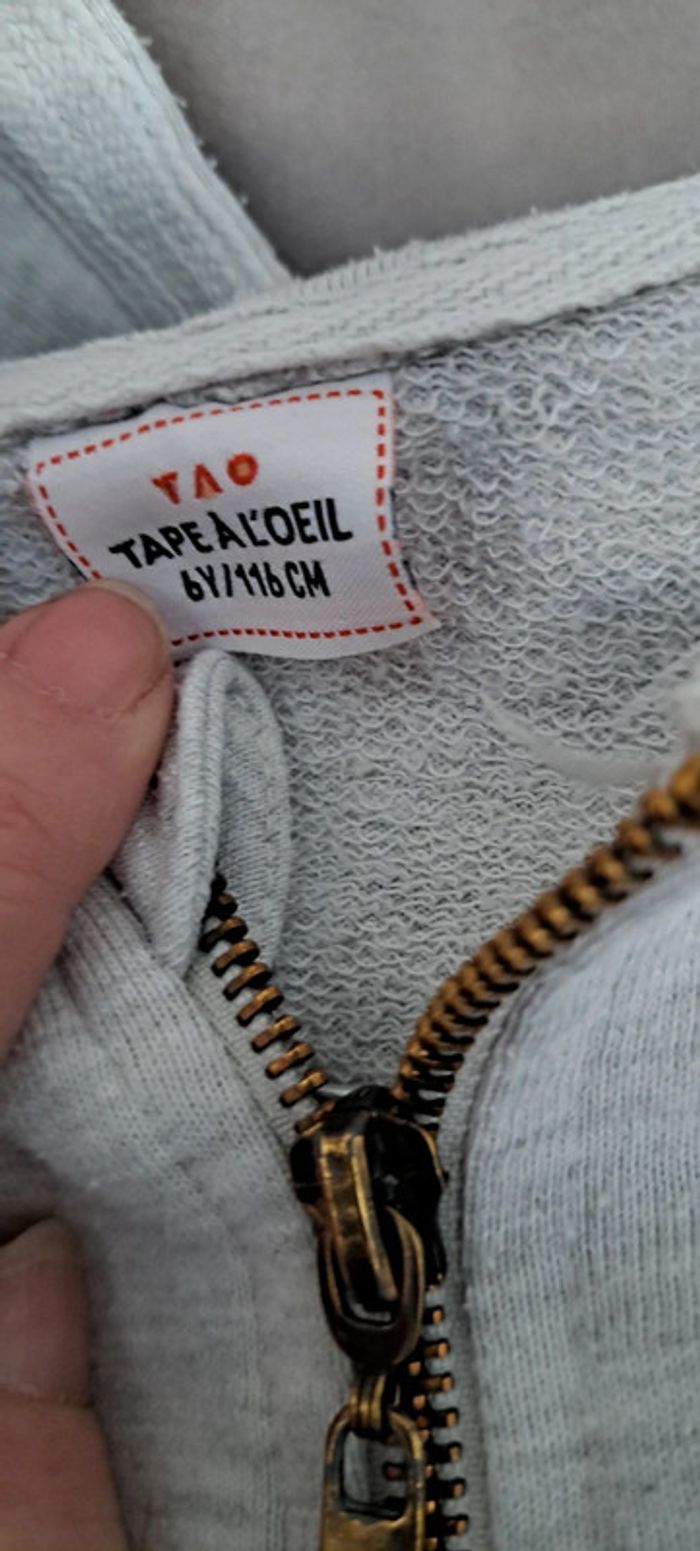 TAO
TAPE À L'OEIL
6Y/116CM